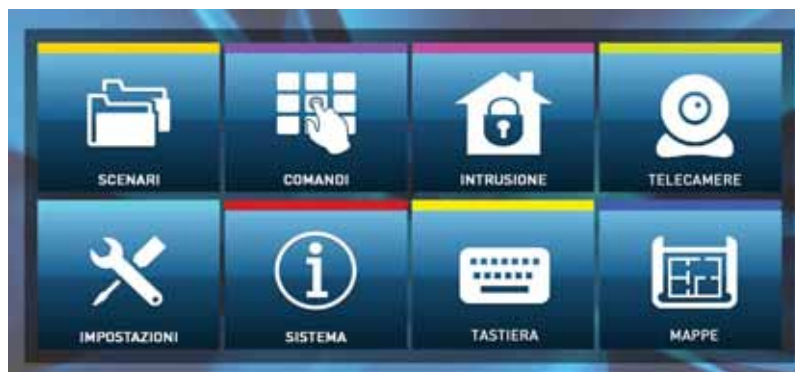 SCENARI
COMANDI
INTRUSIONE
TELECAMERE
IMPOSTAZIONI
SISTEMA
TASTIERA
MAPPE